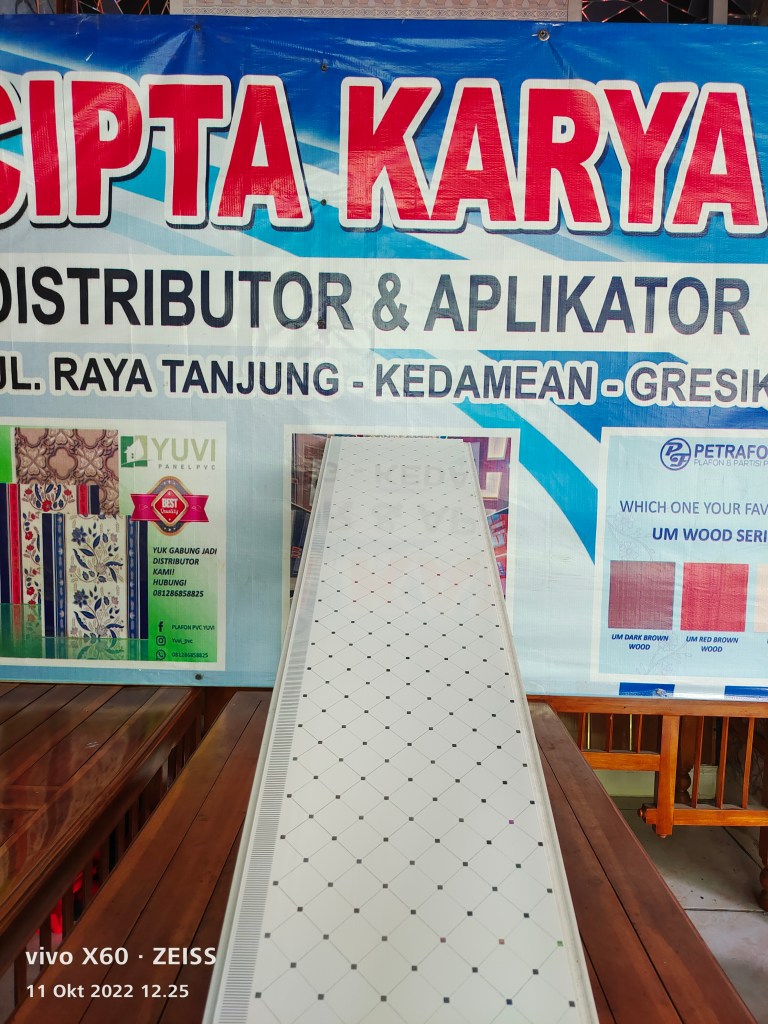 CIPTA KARYA
DISTRIBUTOR & APLIKATOR
JL. RAYA TANJUNG - KEDAMEAN - GRESIK
YUVI
PANEL PVC
BEST
Quality
YUK GABUNG JADI
DISTRIBUTOR
KAMI!
HUBUNGI
081286858825
PLAFON PVC YUVI
Yuvi_pvc
081286858825
PETRAFO
PLAFON & PARTISI P
WHICH ONE YOUR FAV
UM WOOD SERI
UM DARK BROWN
WOOD
UM RED BROWN
WOOD
vivo X60 · ZEISS
11 Okt 2022 12.25